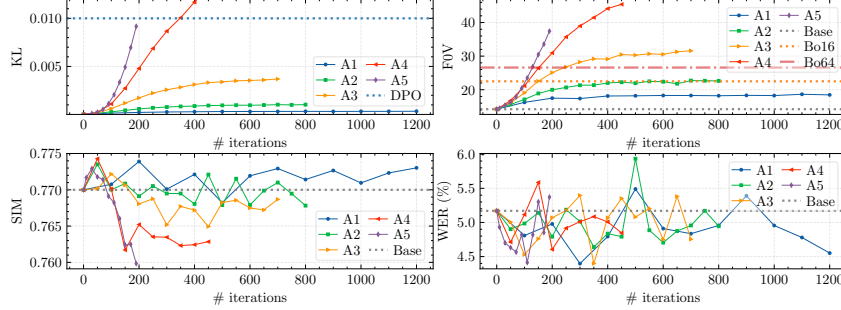 0.010
0.005
KL
A1
A2
A3
A4
A5
DPO
0 200 400 600 800 1000 1200
# iterations
40
30
20
F0V
A1
A2
A3
A4
A5
Base
Bo16
Bo64
0 200 400 600 800 1000 1200
# iterations
0.775
0.770
0.765
0.760
SIM
A1
A2
A3
A4
A5
Base
0 200 400 600 800 1000 1200
# iterations
6.0
5.5
5.0
4.5
WER (%)
A1
A2
A3
A4
A5
Base
0 200 400 600 800 1000 1200
# iterations